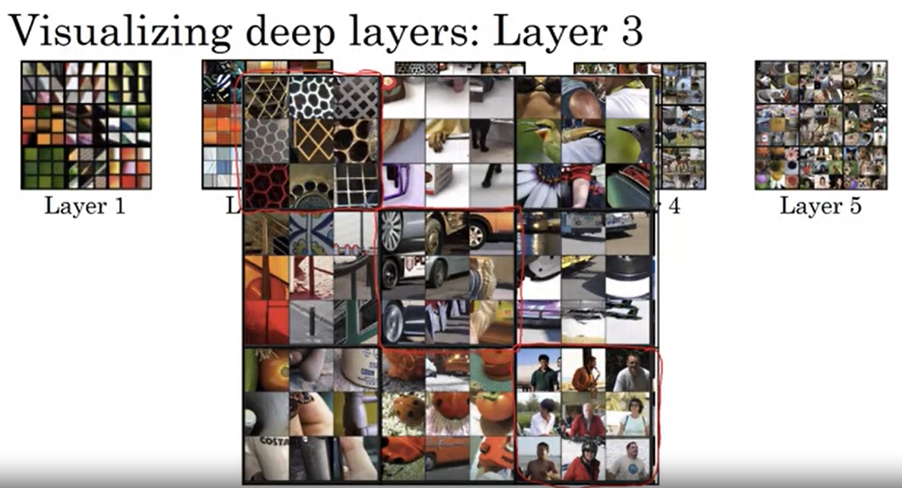 Visualizing deep layers: Layer 3
Layer 1
L
4
Layer 5
COSTA